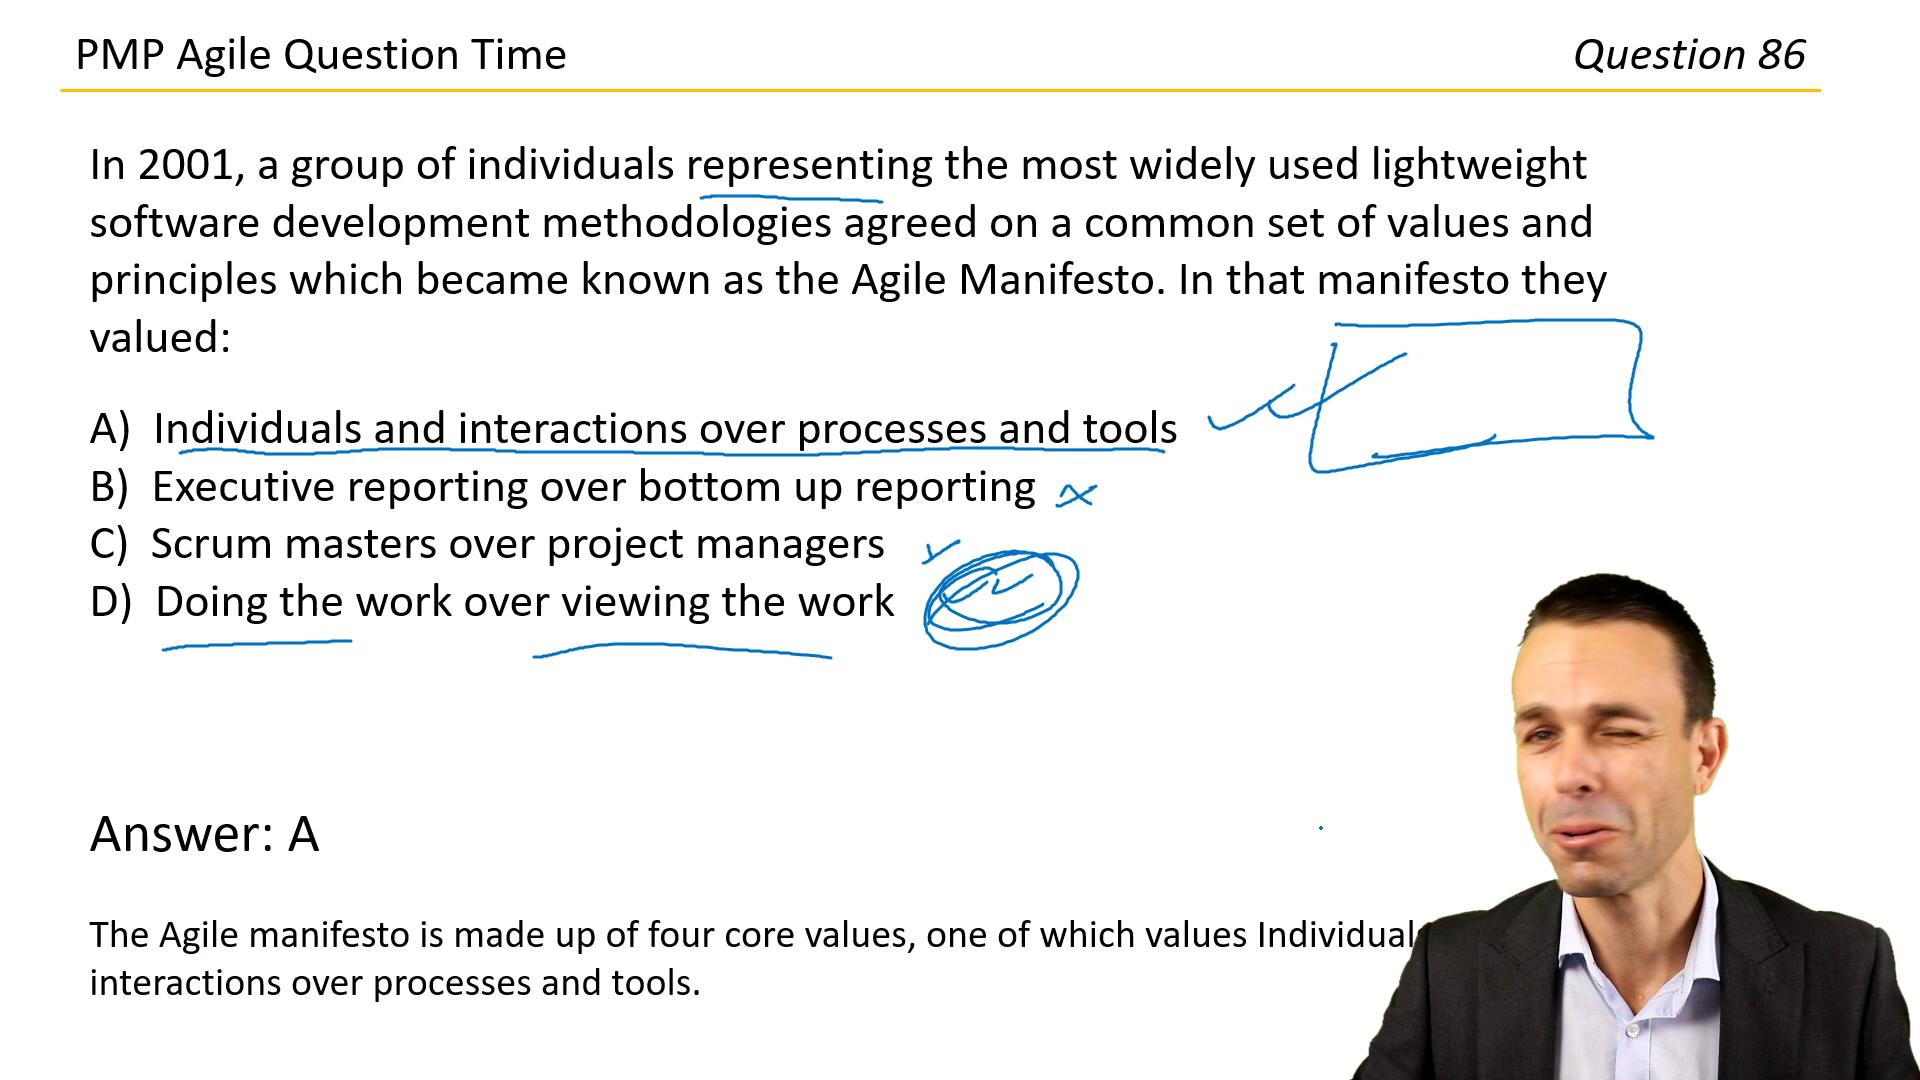 PMP Agile Question Time
Question 86
In 2001, a group of individuals representing the most widely used lightweight
software development methodologies agreed on a common set of values and
principles which became known as the Agile Manifesto. In that manifesto they
valued:
A) Individuals and interactions over processes and tools
B) Executive reporting over bottom up reporting
C) Scrum masters over project managers
D) Doing the work over viewing the work
Answer: A
The Agile manifesto is made up of four core values, one of which values Individual
interactions over processes and tools.